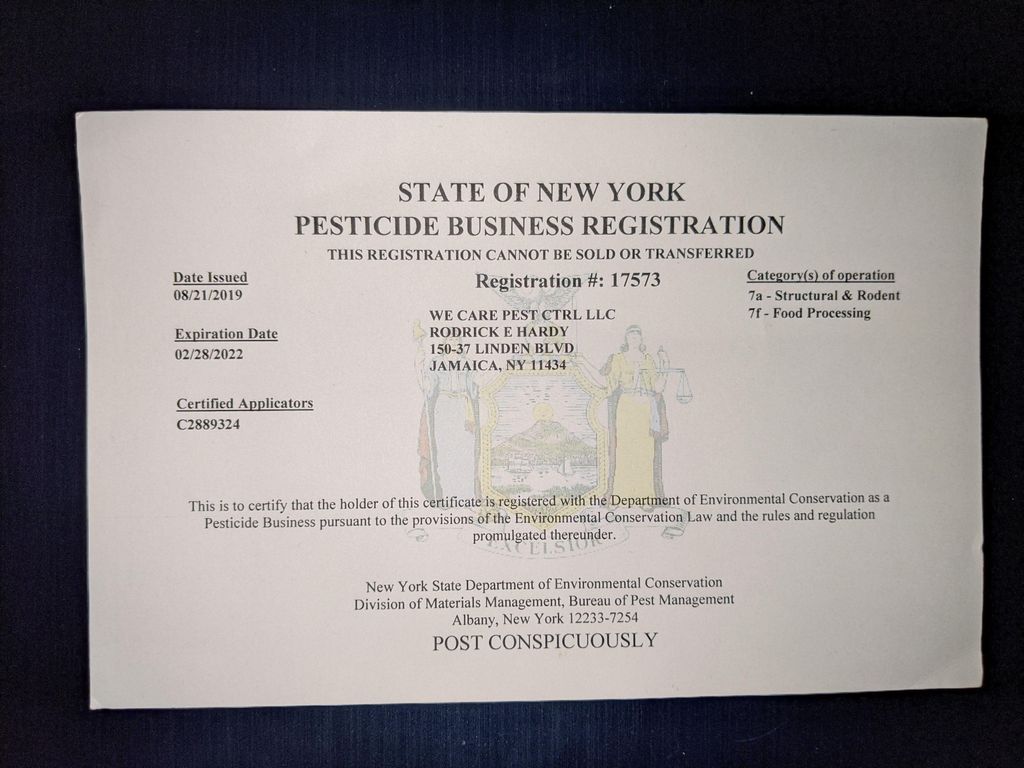 STATE OF NEW YORK
PESTICIDE BUSINESS REGISTRATION
THIS REGISTRATION CANNOT BE SOLD OR TRANSFERRED
Date Issued
08/21/2019
Expiration Date
02/28/2022
Certified Applicators
C2889324
Registration #: 17573
WE CARE PEST CTRL LLC
RODRICK E HARDY
150-37 LINDEN BLVD
JAMAICA, NY 11434
Category(s) of operation
7a - Structural & Rodent
7f - Food Processing
This is to certify that the holder of this certificate is registered with the Department of Environmental Conservation as a
Pesticide Business pursuant to the provisions of the Environmental Conservation Law and the rules and regulation
promulgated thereunder.
EXCELSIOR
New York State Department of Environmental Conservation
Division of Materials Management, Bureau of Pest Management
Albany, New York 12233-7254
POST CONSPICUOUSLY